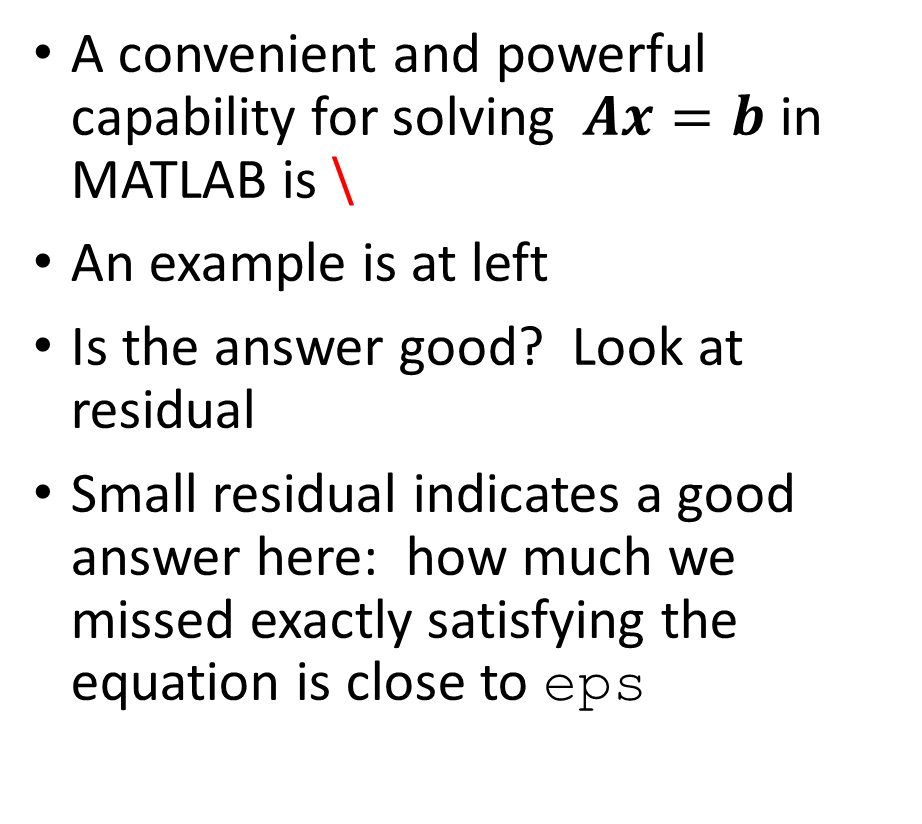 • A convenient and powerful
capability for solving Ax = b in
MATLAB is \
• An example is at left
• Is the answer good? Look at
residual
• Small residual indicates a good
answer here: how much we
missed exactly satisfying the
equation is close to eps